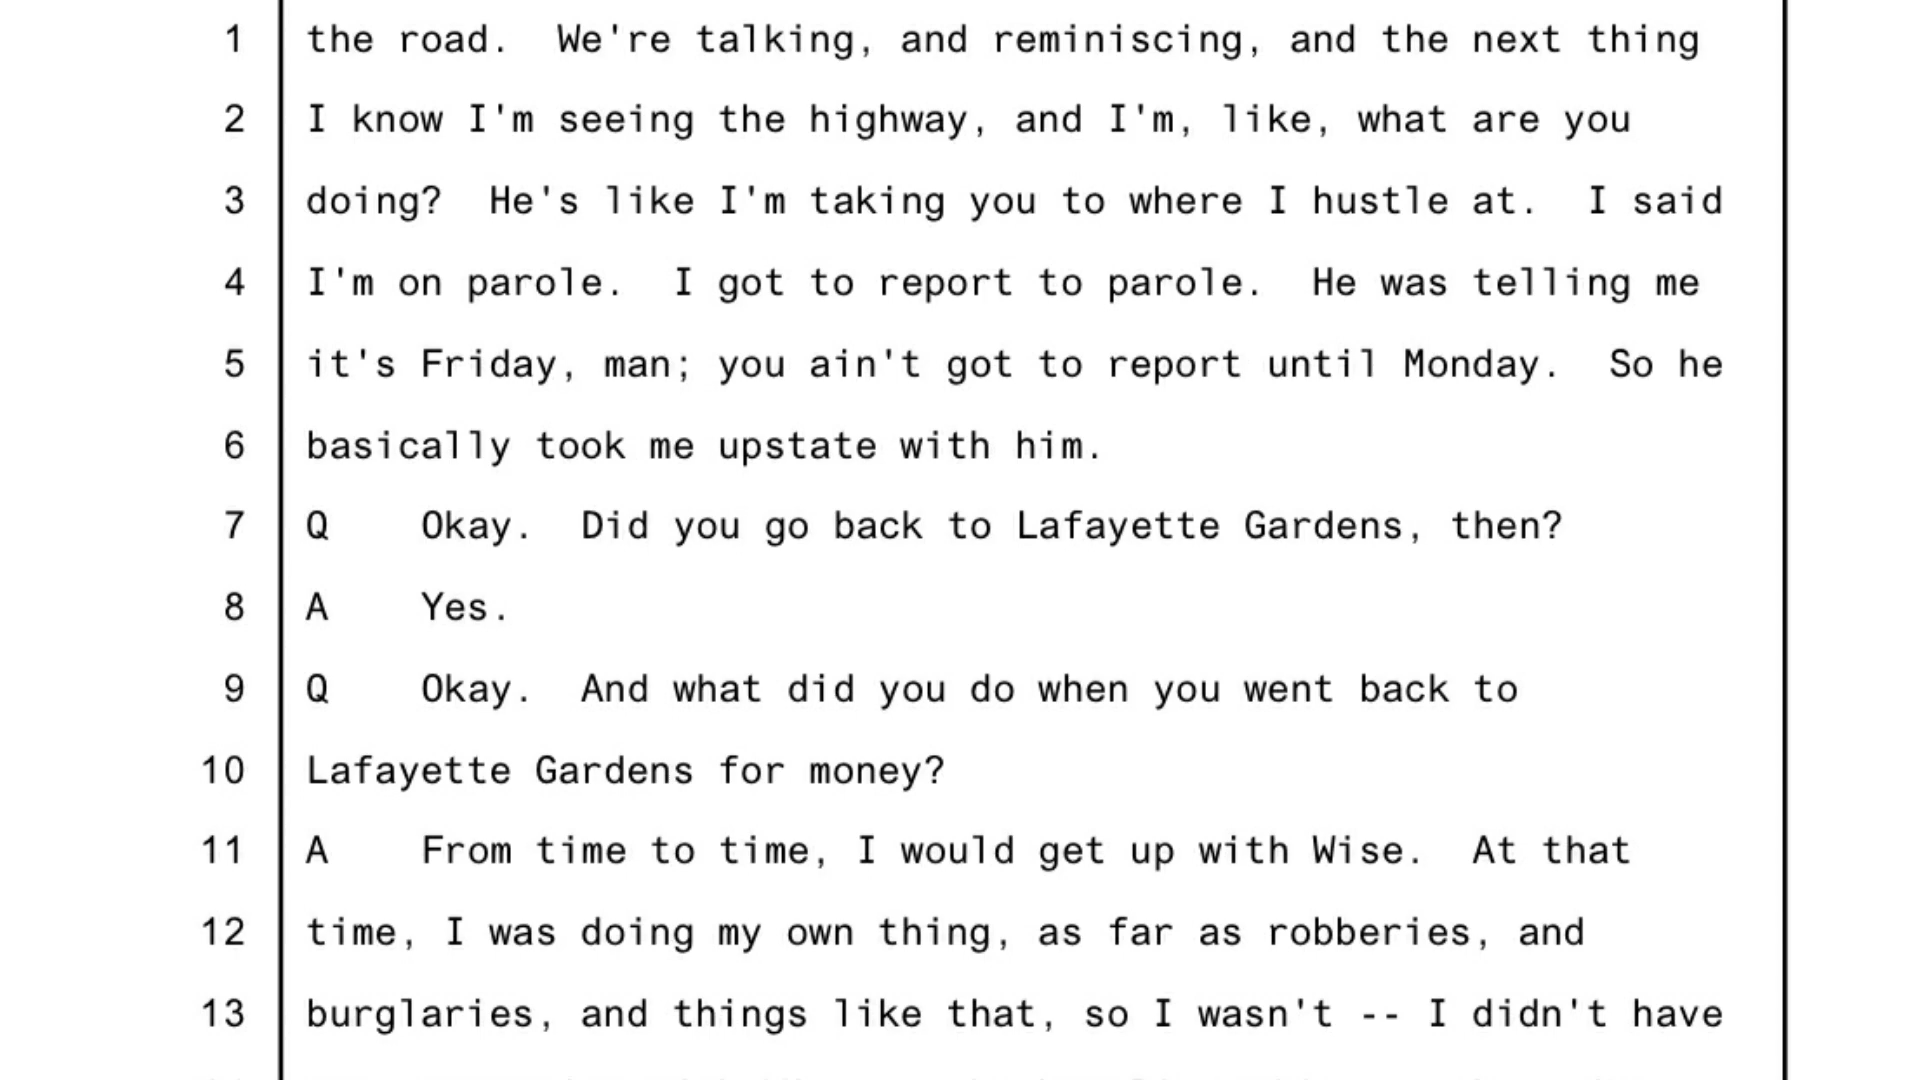 1 the road.  We're talking, and reminiscing, and the next thing
2 I know I'm seeing the highway, and I'm, like, what are you
3 doing?  He's like I'm taking you to where I hustle at.  I said
4 I'm on parole.  I got to report to parole.  He was telling me
5 it's Friday, man; you ain't got to report until Monday.  So he
6 basically took me upstate with him.
7 Q    Okay.  Did you go back to Lafayette Gardens, then?
8 A    Yes.
9 Q    Okay.  And what did you do when you went back to
10 Lafayette Gardens for money?
11 A    From time to time, I would get up with Wise.  At that
12 time, I was doing my own thing, as far as robberies, and
13 burglaries, and things like that, so I wasn't -- I didn't have